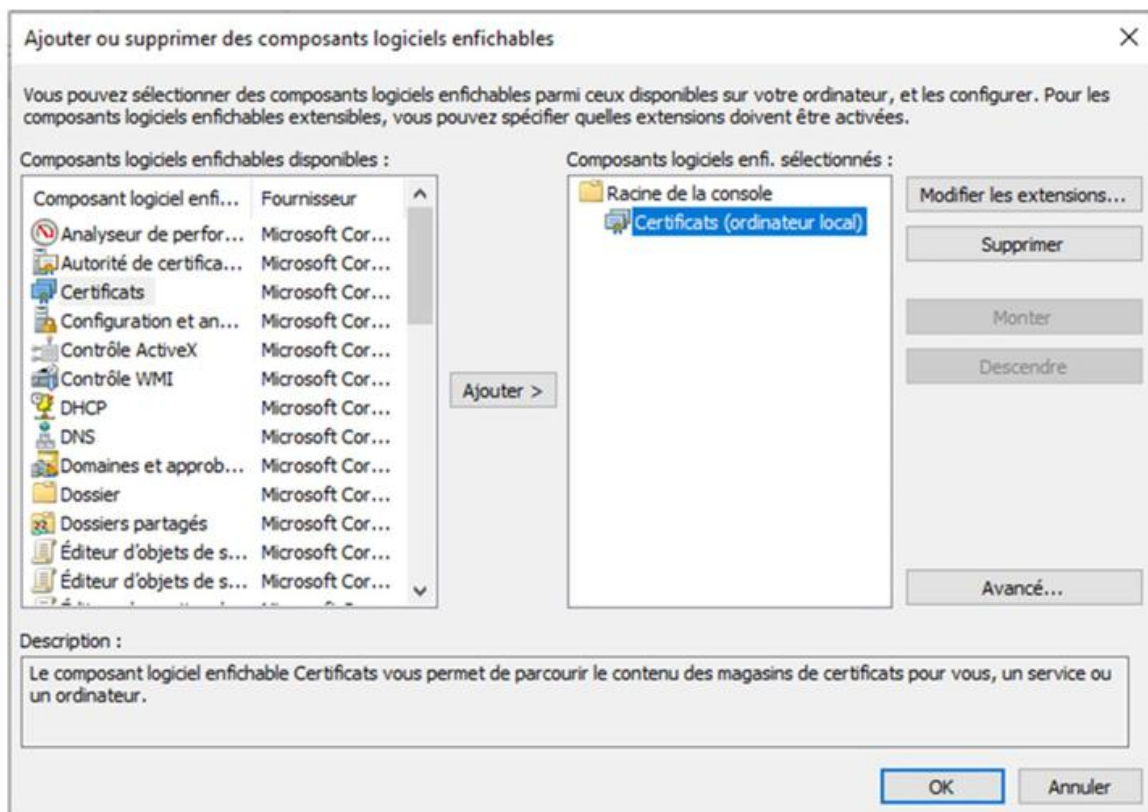 Ajouter ou supprimer des composants logiciels enfichables
Vous pouvez sélectionner des composants logiciels enfichables parmi ceux disponibles sur votre ordinateur, et les configurer. Pour les
composants logiciels enfichables extensibles, vous pouvez spécifier quelles extensions doivent être activées.
Composants logiciels enfichables disponibles :
Composant logiciel enfi... Fournisseur
Analyseur de perfor... Microsoft Cor...
Autorité de certifica... Microsoft Cor...
Certificats Microsoft Cor...
Configuration et an... Microsoft Cor...
Contrôle ActiveX Microsoft Cor...
Contrôle WMI Microsoft Cor...
DHCP Microsoft Cor...
DNS Microsoft Cor...
Domaines et approb... Microsoft Cor...
Dossier Microsoft Cor...
Dossiers partagés Microsoft Cor...
Éditeur d'objets de s... Microsoft Cor...
Éditeur d'objets de s... Microsoft Cor...
Ajouter >
Composants logiciels enfi. sélectionnés :
Racine de la console
Certificats (ordinateur local)
Modifier les extensions...
Supprimer
Monter
Descendre
Avancé...
Description :
Le composant logiciel enfichable Certificats vous permet de parcourir le contenu des magasins de certificats pour vous, un service ou
un ordinateur.
OK
Annuler